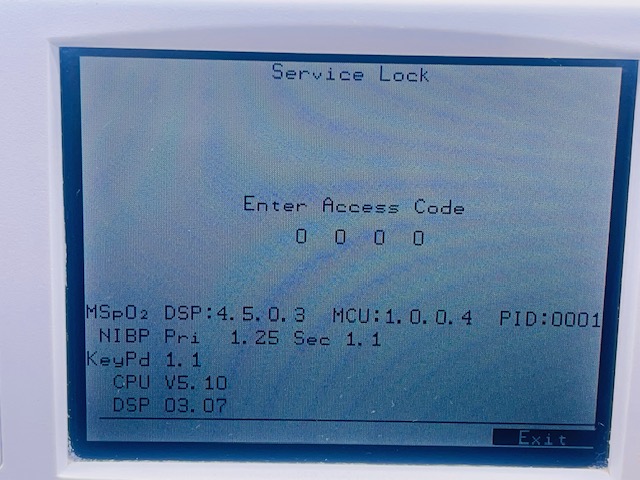 Service Lock
Enter Access Code
0 0 0 0
MSpO₂ DSP:4.5.0.3 MCU:1.0.0.4 PID:0001
NIBP Pri 1.25 Sec 1.1
KeyPd 1.1
CPU V5.10
DSP 03.07
Exit